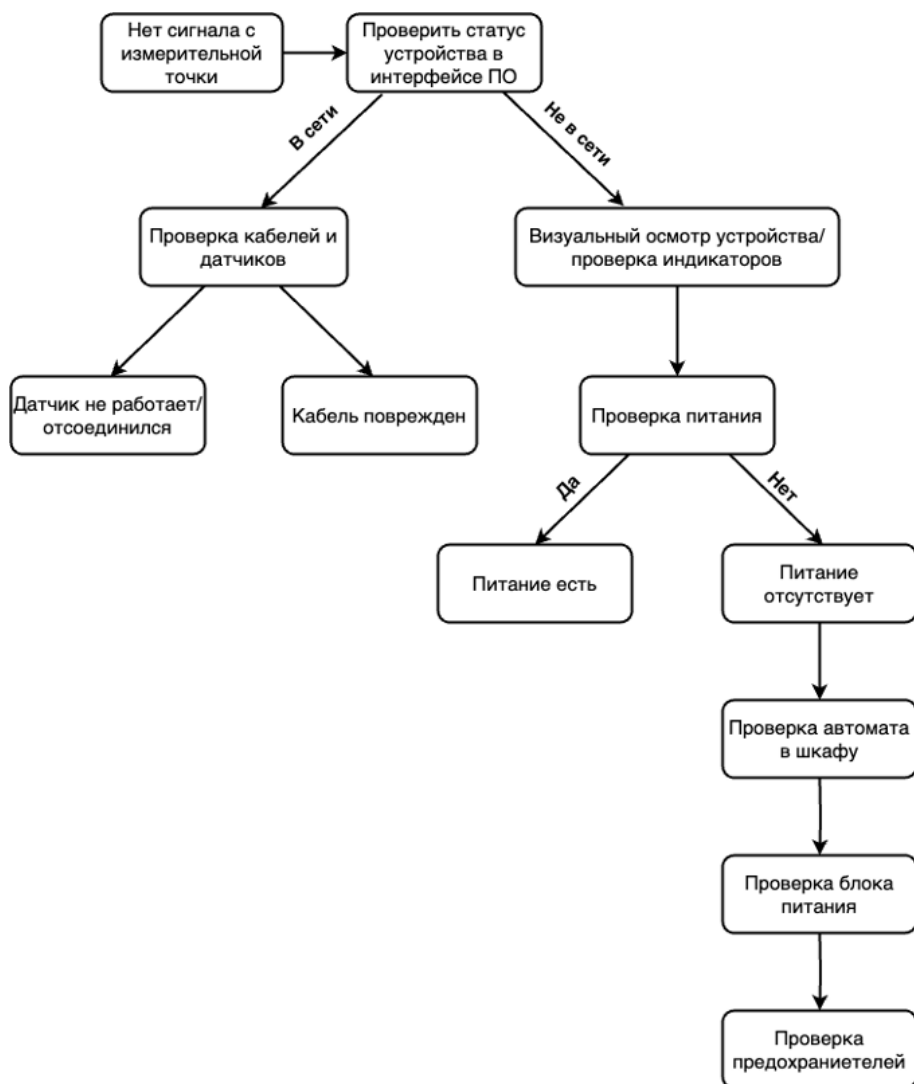 Нет сигнала с
измерительной
точки
Проверить статус
устройства в
интерфейсе ПО
В сети
Не в сети
Проверка кабелей и
датчиков
Визуальный осмотр устройства/
проверка индикаторов
Датчик не работает/
отсоединился
Кабель поврежден
Проверка питания
Да
Нет
Питание есть
Питание
отсутствует
Проверка автомата
в шкафу
Проверка блока
питания
Проверка
предохраниетелей